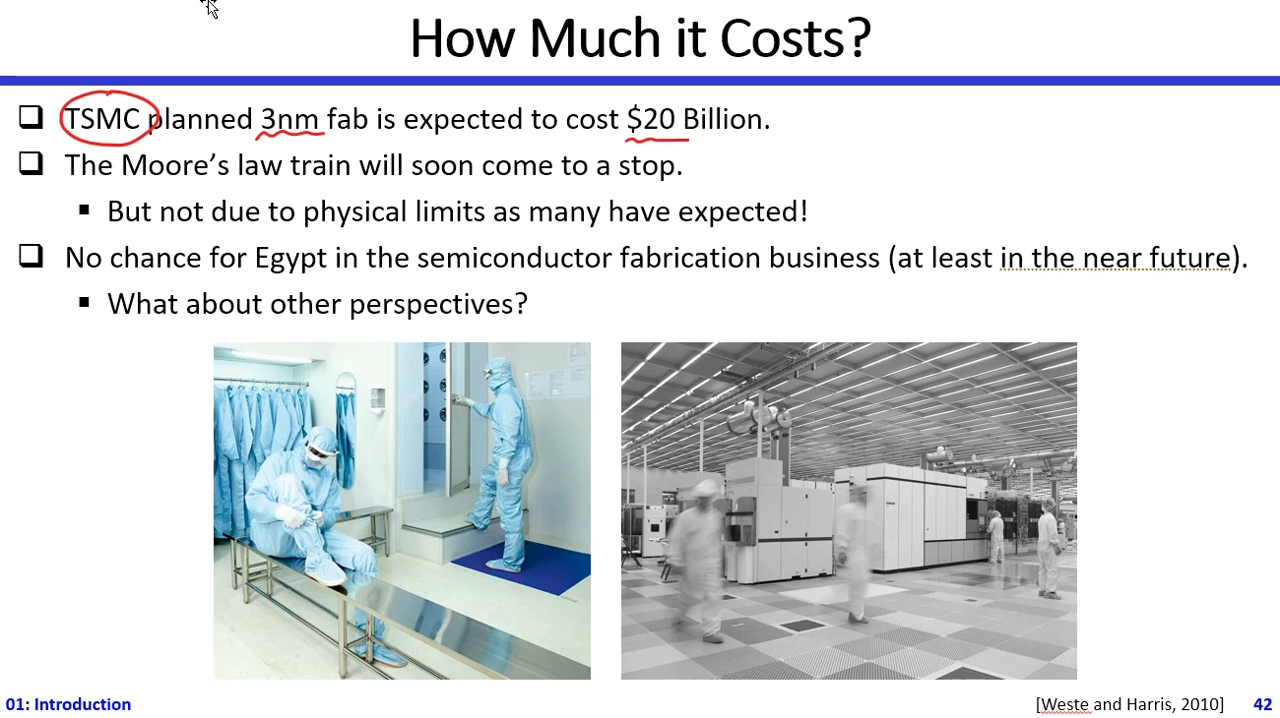 How Much it Costs?
❑ TSMC planned 3nm fab is expected to cost $20 Billion.
❑ The Moore’s law train will soon come to a stop.
▪ But not due to physical limits as many have expected!
❑ No chance for Egypt in the semiconductor fabrication business (at least in the near future).
▪ What about other perspectives?
01: Introduction
[Weste and Harris, 2010]
42